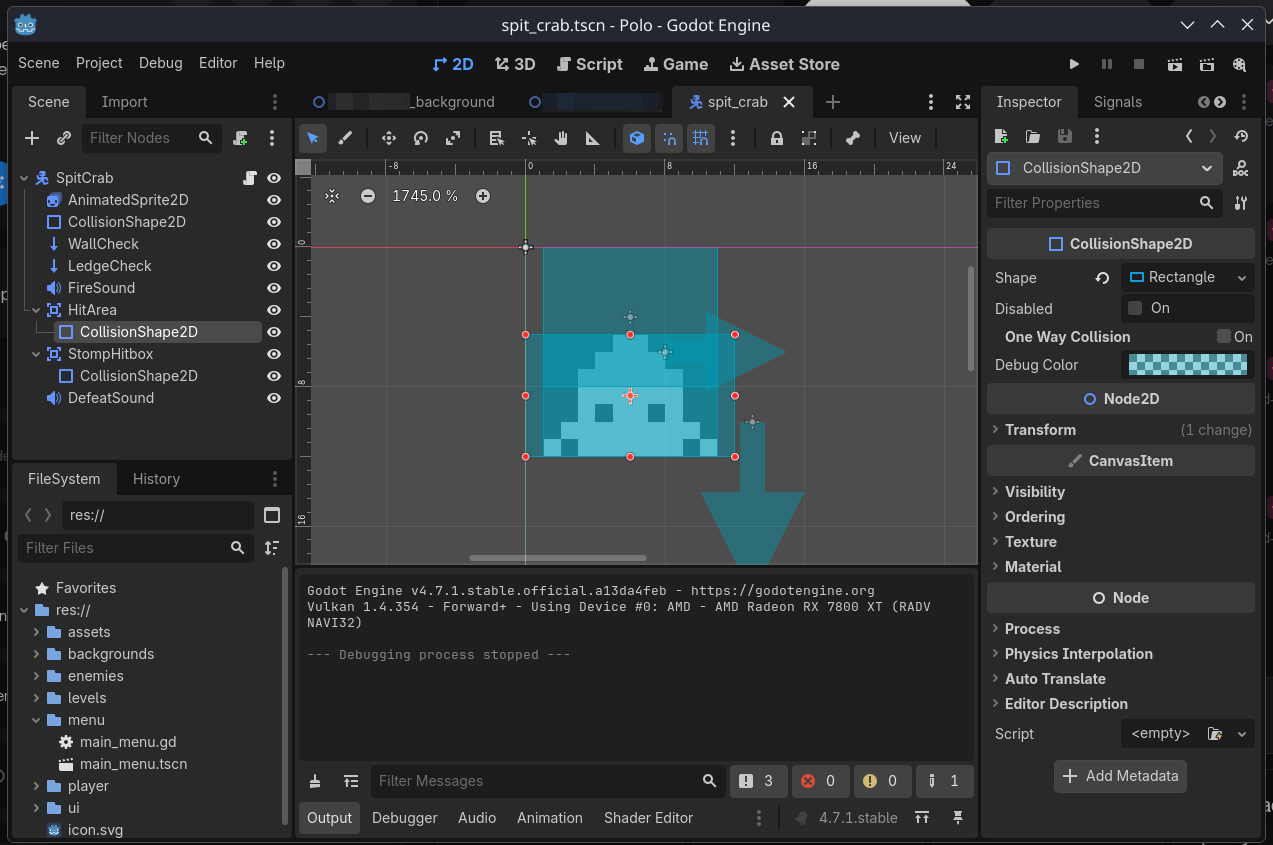 spit_crab.tscn - Polo - Godot Engine
Scene Project Debug Editor Help 2D 3D Script Game Asset Store
Scene Import
_background spit_crab
Inspector Signals
Filter Nodes
View
CollisionShape2D
Filter Properties
SpitCrab
AnimatedSprite2D
CollisionShape2D
WallCheck
LedgeCheck
FireSound
HitArea
CollisionShape2D
StompHitbox
CollisionShape2D
DefeatSound
-8 0 8 16 24
1745.0 %
0
8
16
FileSystem History
res://
Filter Files
Favorites
res://
assets
backgrounds
enemies
levels
menu
main_menu.gd
main_menu.tscn
player
ui
icon.svg
Godot Engine v4.7.1.stable.official.a13da4feb - https://godotengine.org
Vulkan 1.4.354 - Forward+ - Using Device #0: AMD - AMD Radeon RX 7800 XT (RADV
NAVI32)
--- Debugging process stopped ---
Filter Messages 3 0 0 1
Output Debugger Audio Animation Shader Editor 4.7.1.stable
CollisionShape2D
Shape Rectangle
Disabled On
One Way Collision On
Debug Color
Node2D
Transform (1 change)
CanvasItem
Visibility
Ordering
Texture
Material
Node
Process
Physics Interpolation
Auto Translate
Editor Description
Script <empty>
Add Metadata